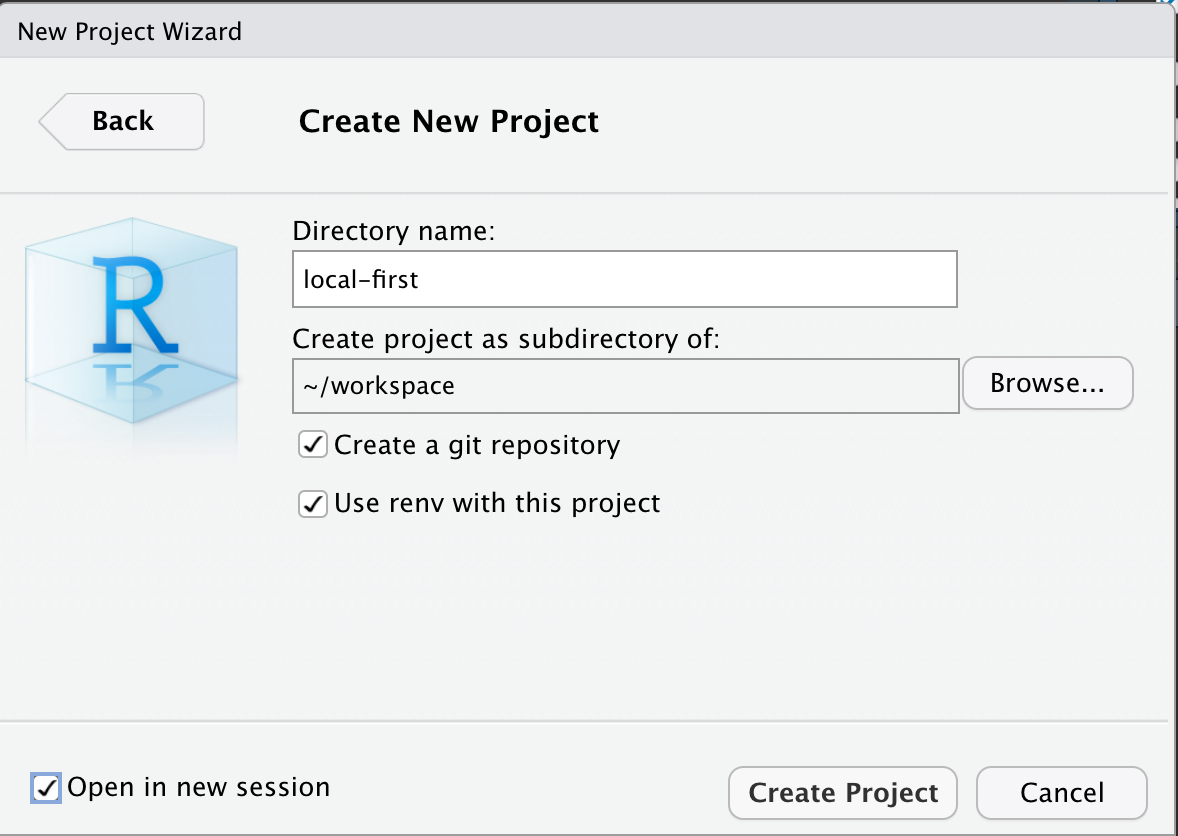 New Project Wizard
Back
Create New Project
R
Directory name:
local-first
Create project as subdirectory of:
~/workspace
Browse...
Create a git repository
Use renv with this project
Open in new session
Create Project
Cancel